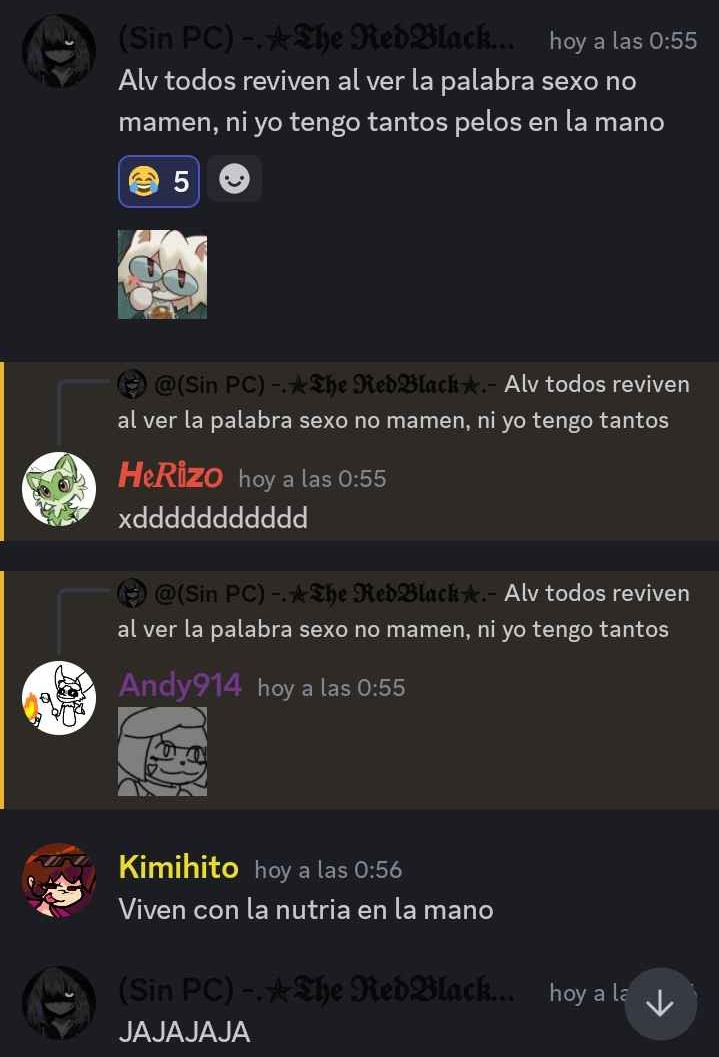 (Sin PC) -.★𝕿𝖍𝖊 𝕽𝖊𝖉𝕭𝖑𝖆𝖈𝖐... hoy a las 0:55
Alv todos reviven al ver la palabra sexo no
mamen, ni yo tengo tantos pelos en la mano
😂 5
@(Sin PC) -.★𝕿𝖍𝖊 𝕽𝖊𝖉𝕭𝖑𝖆𝖈𝖐★.- Alv todos reviven
al ver la palabra sexo no mamen, ni yo tengo tantos
HeRizo hoy a las 0:55
xddddddddddd
@(Sin PC) -.★𝕿𝖍𝖊 𝕽𝖊𝖉𝕭𝖑𝖆𝖈𝖐★.- Alv todos reviven
al ver la palabra sexo no mamen, ni yo tengo tantos
Andy914 hoy a las 0:55
Kimihito hoy a las 0:56
Viven con la nutria en la mano
(Sin PC) -.★𝕿𝖍𝖊 𝕽𝖊𝖉𝕭𝖑𝖆𝖈𝖐... hoy a
JAJAJAJA